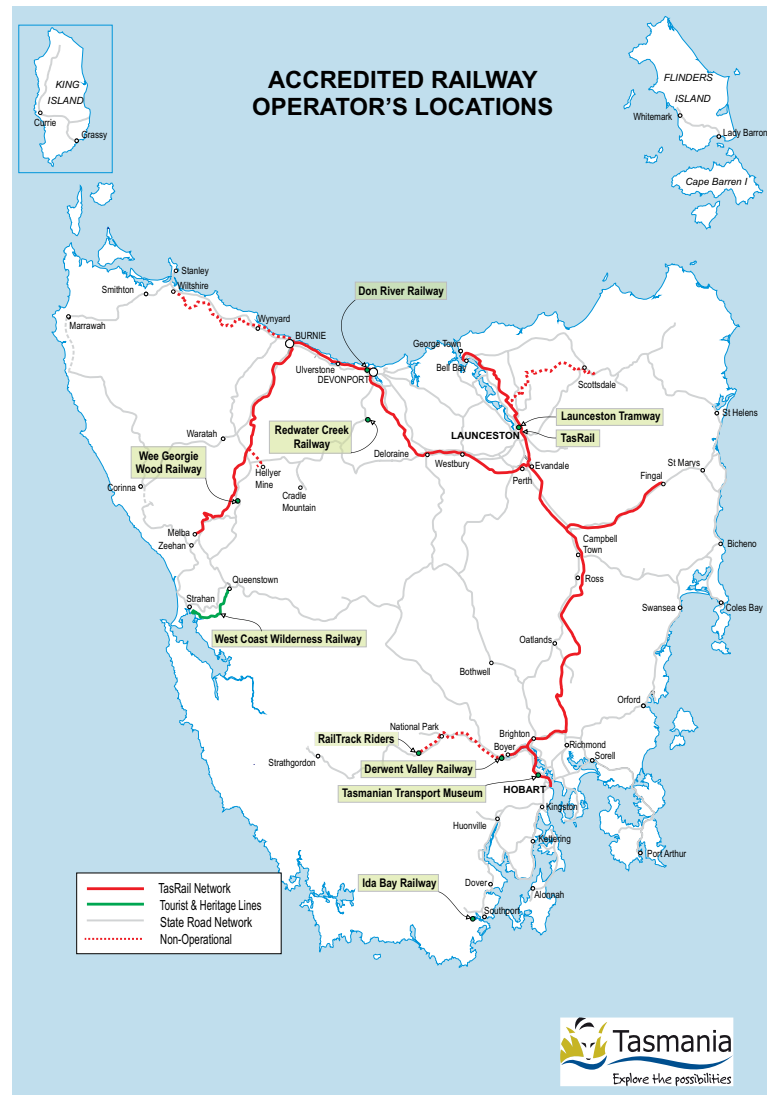 ACCREDITED RAILWAY
OPERATOR'S LOCATIONS
KING
ISLAND
Currie
Grassy
FLINDERS
ISLAND
Whitemark
Lady Barron
Cape Barren I
Stanley
Smithton
Wiltshire
Marrawah
Wynyard
BURNIE
Don River Railway
Ulverstone
DEVONPORT
George Town
Bell Bay
Scottsdale
St Helens
Launceston Tramway
LAUNCESTON
TasRail
Redwater Creek
Railway
Waratah
Wee Georgie
Wood Railway
Deloraine
Westbury
Evandale
Perth
St Marys
Fingal
Hellyer
Mine
Corinna
Cradle
Mountain
Melba
Zeehan
Campbell
Town
Bicheno
Ross
Queenstown
Strahan
Swansea
Coles Bay
West Coast Wilderness Railway
Oatlands
Bothwell
Orford
National Park
RailTrack Riders
Brighton
Boyer
Richmond
Sorell
Strathgordon
Derwent Valley Railway
Tasmanian Transport Museum
HOBART
Kingston
Huonville
Kettering
Port Arthur
Ida Bay Railway
Dover
Alonnah
Southport
TasRail Network
Tourist & Heritage Lines
State Road Network
Non-Operational
Tasmania
Explore the possibilities